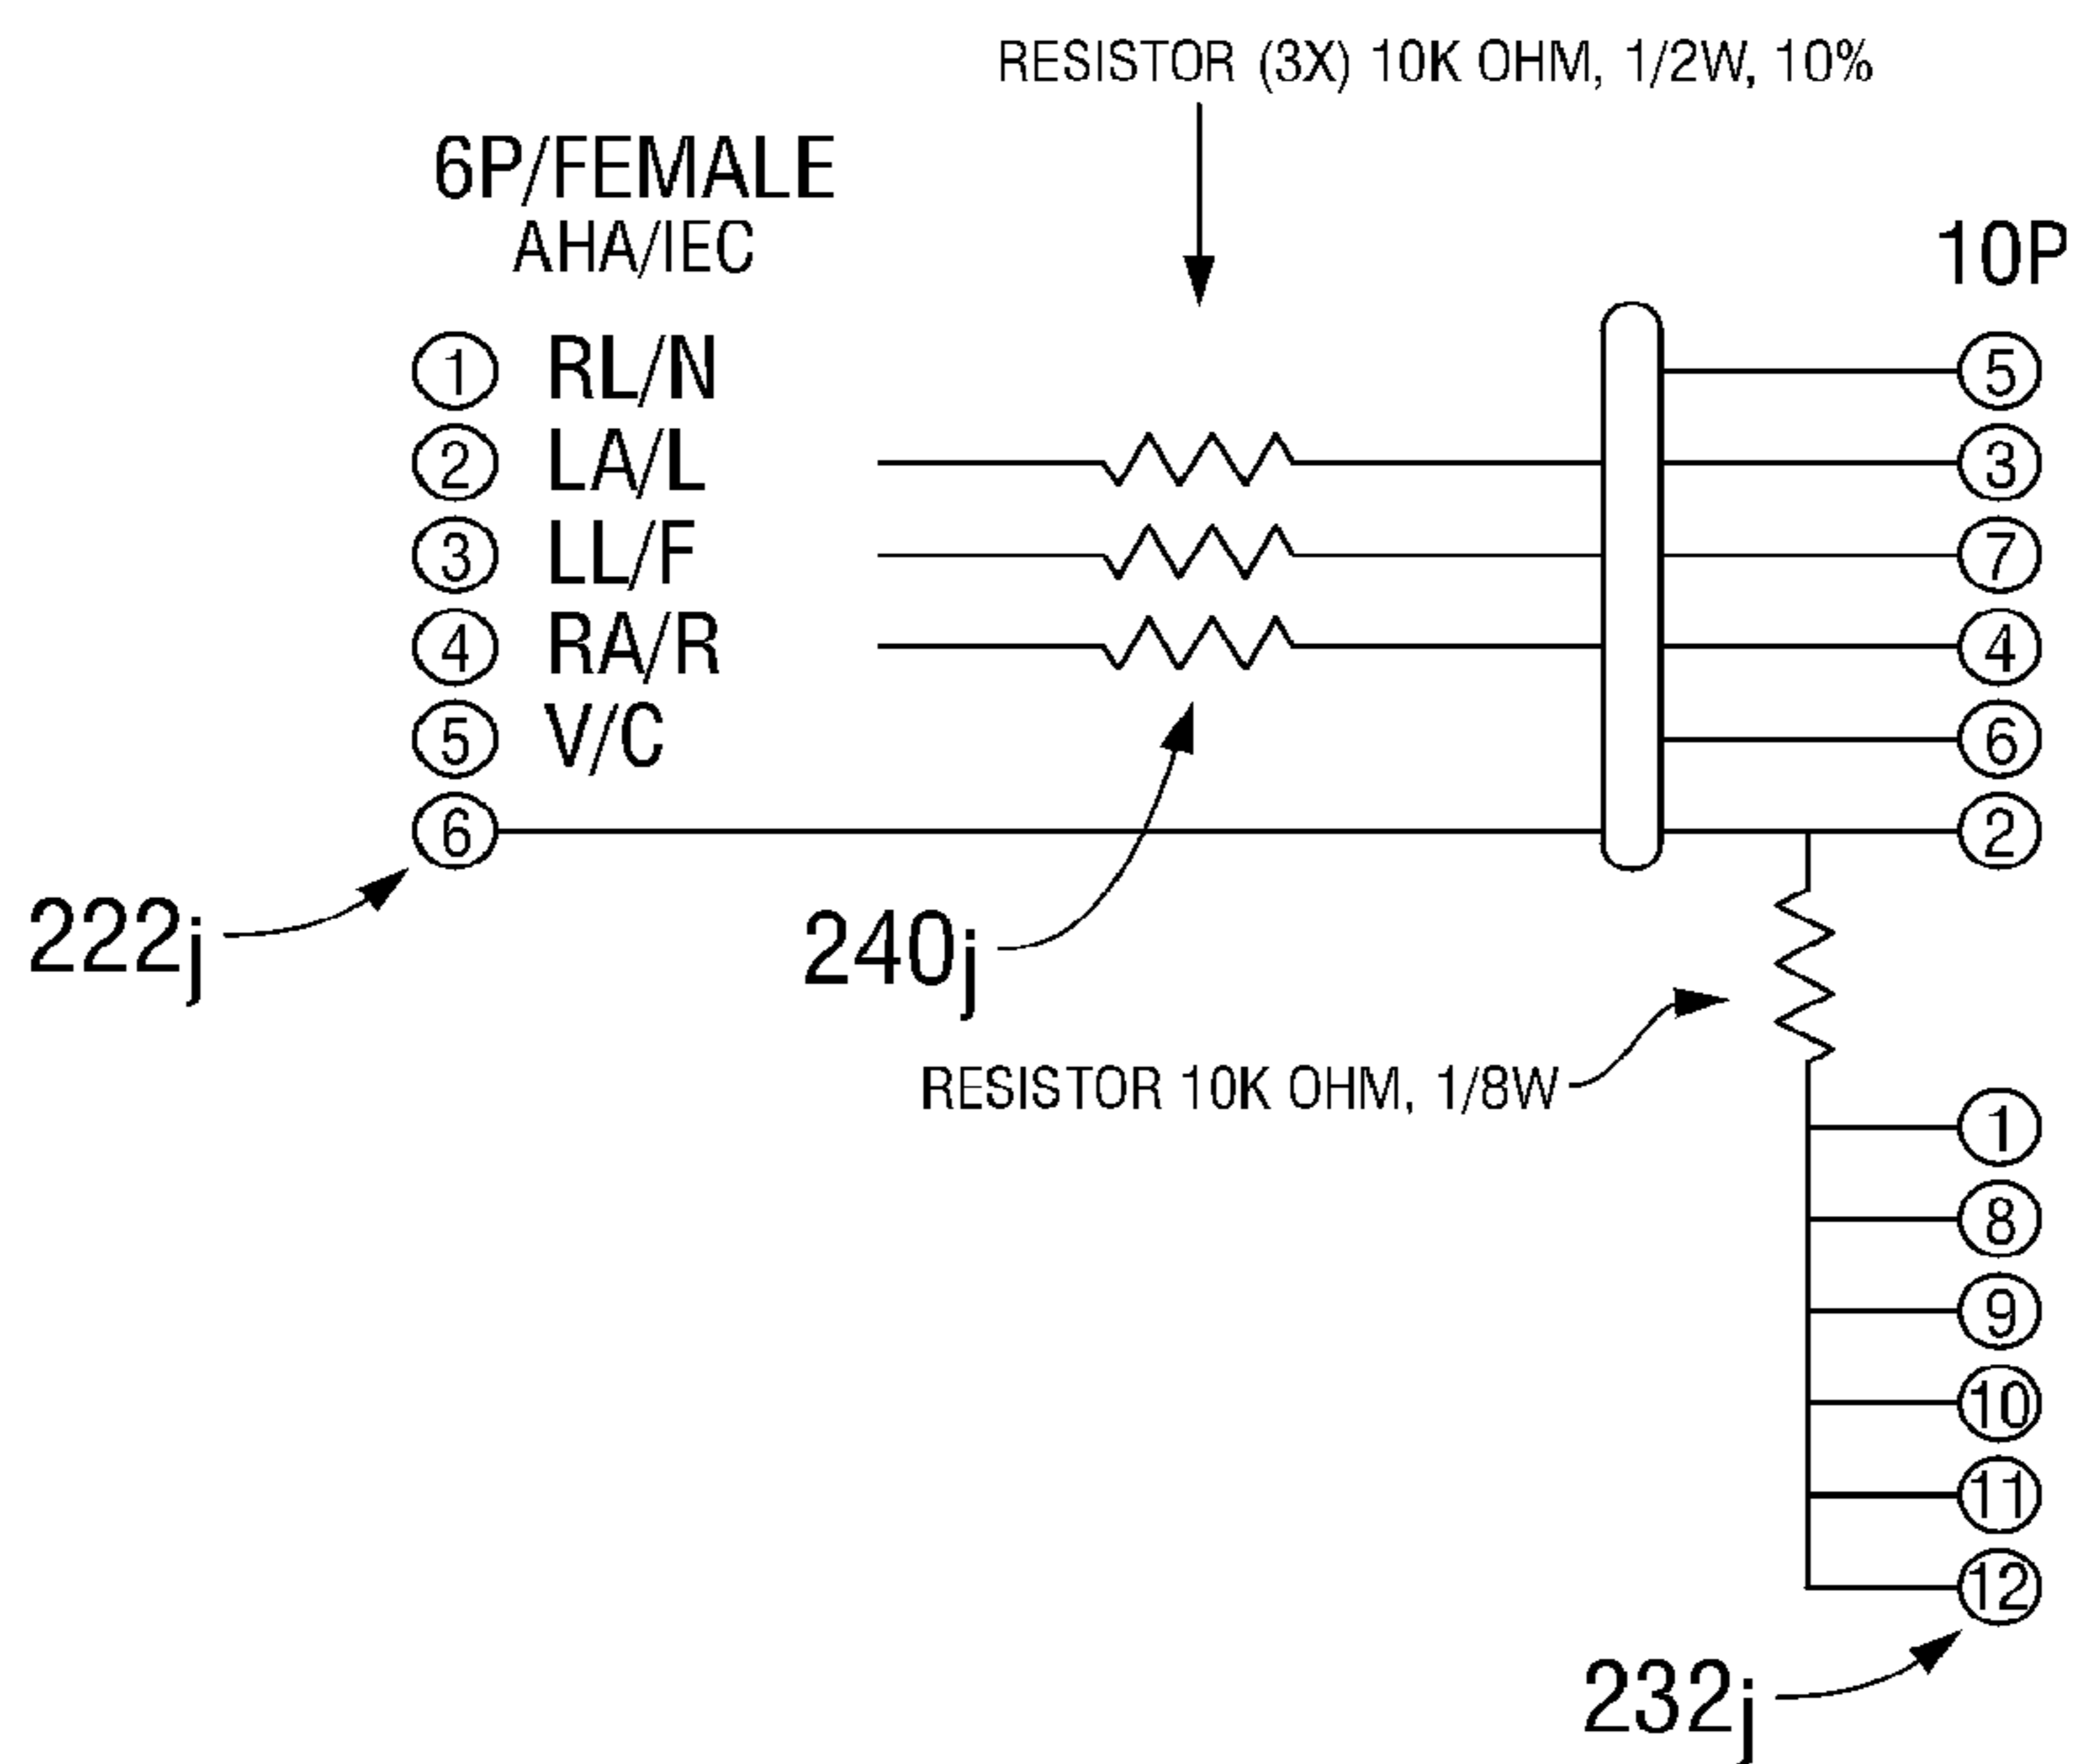 RESISTOR (3X) 10K OHM, 1/2W, 10%
6P/FEMALE
AHA/IEC
10P
1 RL/N 5
2 LA/L 3
3 LL/F 7
4 RA/R 4
5 V/C 6
6 2
222j
240j
RESISTOR 10K OHM, 1/8W
1
8
9
10
11
12
232j